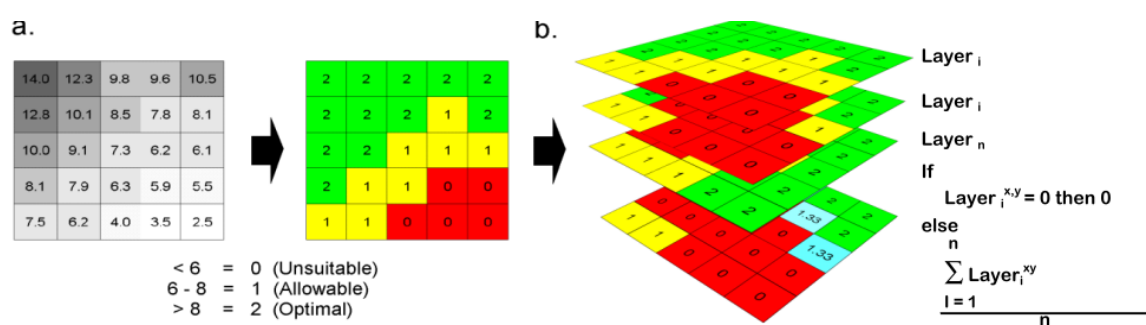 a.
14.0 12.3 9.8 9.6 10.5
12.8 10.1 8.5 7.8 8.1
10.0 9.1 7.3 6.2 6.1
8.1 7.9 6.3 5.9 5.5
7.5 6.2 4.0 3.5 2.5
2 2 2 2 2
2 2 2 1 2
2 2 1 1 1
2 1 1 0 0
1 1 0 0 0
< 6 = 0 (Unsuitable)
6 - 8 = 1 (Allowable)
> 8 = 2 (Optimal)
b.
1.33
1.33
Layer i
Layer i
Layer n
If
Layer i x,y = 0 then 0
else
n
∑ Layer i xy
I = 1
n